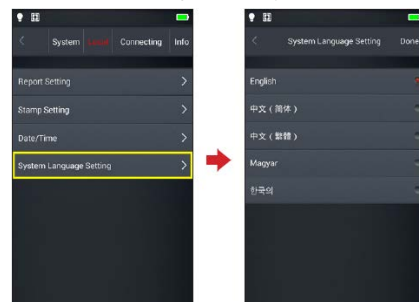 System
Connecting
Info
Report Setting
Stamp Setting
Date/Time
System Language Setting
System Language Setting
Done
English
中文 ( 简体 )
中文 ( 繁體 )
Magyar
한국의